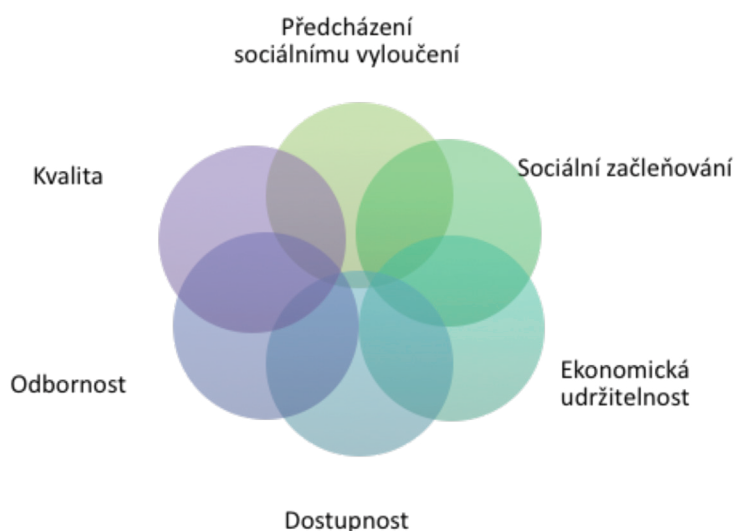 Předcházení
sociálnímu vyloučení
Sociální začleňování
Ekonomická
udržitelnost
Dostupnost
Odbornost
Kvalita